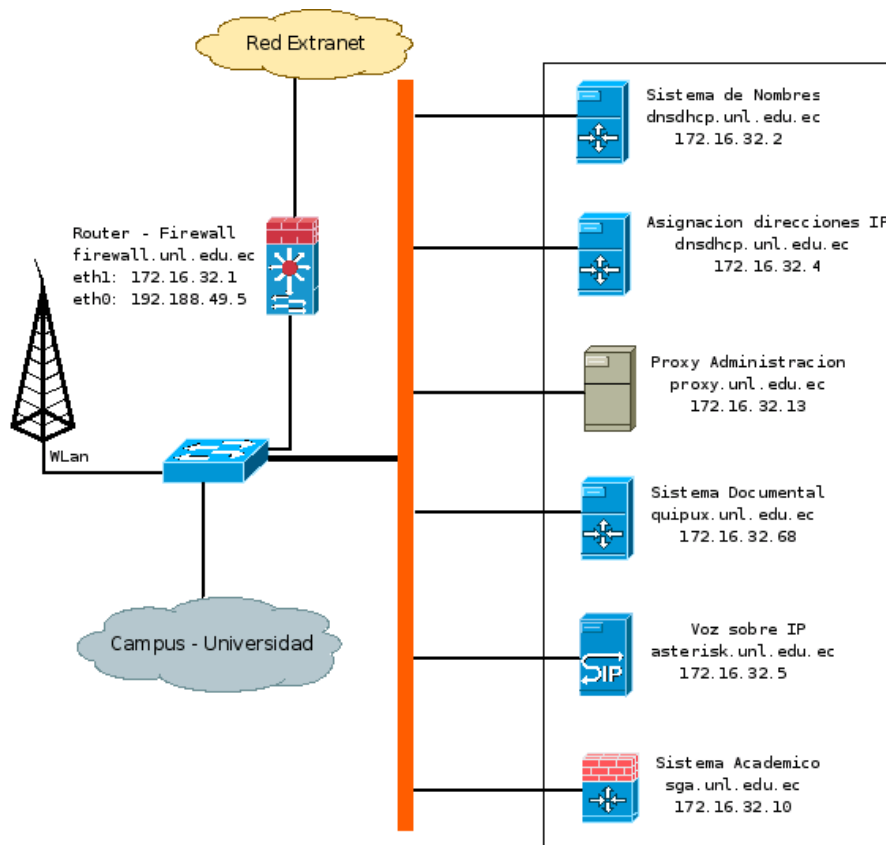 Red Extranet
Router - Firewall
firewall.unl.edu.ec
eth1: 172.16.32.1
eth0: 192.188.49.5
WLan
Campus - Universidad
Sistema de Nombres
dnsdhcp.unl.edu.ec
172.16.32.2
Asignacion direcciones IP
dnsdhcp.unl.edu.ec
172.16.32.4
Proxy Administracion
proxy.unl.edu.ec
172.16.32.13
Sistema Documental
quipux.unl.edu.ec
172.16.32.68
IP
Voz sobre IP
asterisk.unl.edu.ec
172.16.32.5
Sistema Academico
sga.unl.edu.ec
172.16.32.10